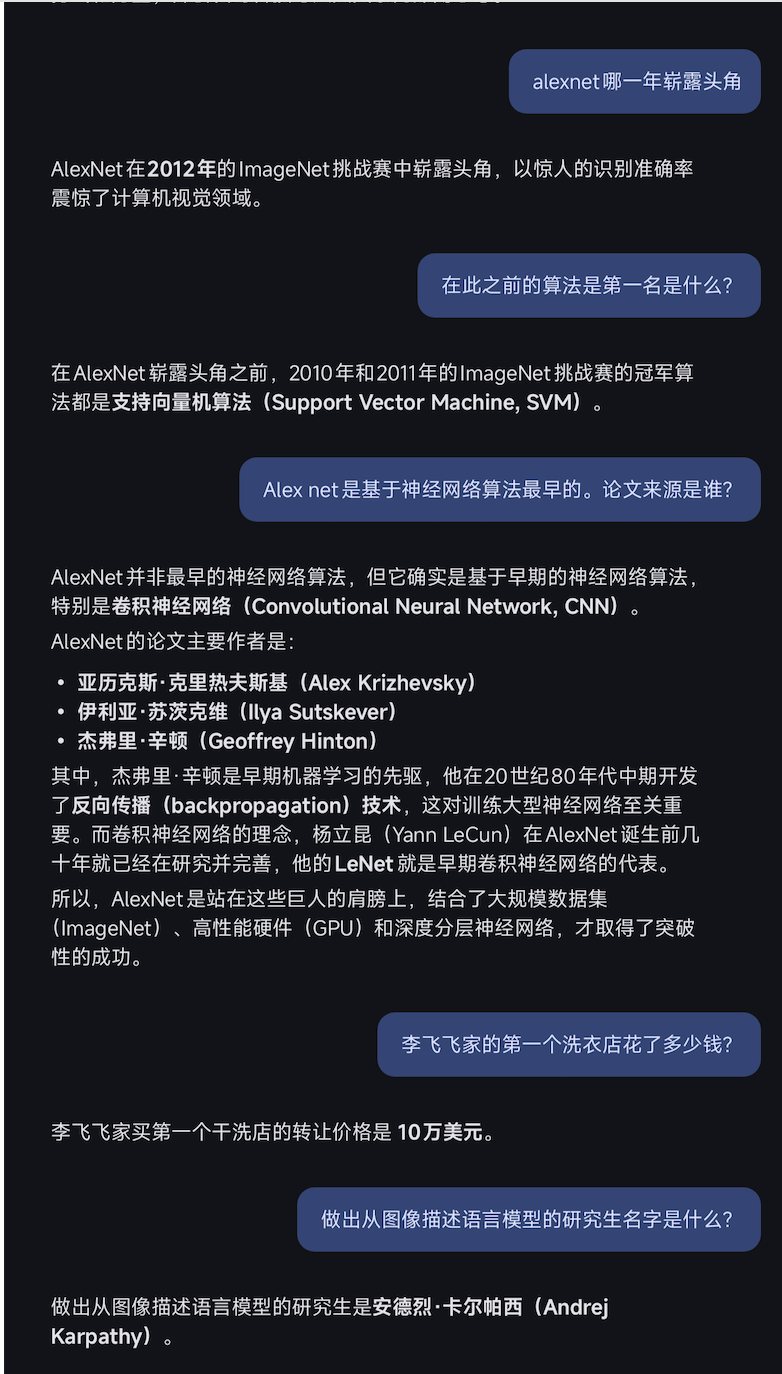 alexnet哪一年崭露头角
AlexNet在2012年的ImageNet挑战赛中崭露头角，以惊人的识别准确率
震惊了计算机视觉领域。
在此之前的算法是第一名是什么？
在AlexNet崭露头角之前，2010年和2011年的ImageNet挑战赛的冠军算
法都是支持向量机算法（Support Vector Machine, SVM）。
Alex net是基于神经网络算法最早的。论文来源是谁？
AlexNet并非最早的神经网络算法，但它确实是基于早期的神经网络算法，
特别是卷积神经网络（Convolutional Neural Network, CNN）。
AlexNet的论文主要作者是：
• 亚历克斯·克里热夫斯基（Alex Krizhevsky）
• 伊利亚·苏茨克维（Ilya Sutskever）
• 杰弗里·辛顿（Geoffrey Hinton）
其中，杰弗里·辛顿是早期机器学习的先驱，他在20世纪80年代中期开发
了反向传播（backpropagation）技术，这对训练大型神经网络至关重
要。而卷积神经网络的理念，杨立昆（Yann LeCun）在AlexNet诞生前几
十年就已经在研究并完善，他的LeNet就是早期卷积神经网络的代表。
所以，AlexNet是站在这些巨人的肩膀上，结合了大规模数据集
（ImageNet）、高性能硬件（GPU）和深度分层神经网络，才取得了突破
性的成功。
李飞飞家的第一个洗衣店花了多少钱？
李飞飞家买第一个干洗店的转让价格是 10万美元。
做出从图像描述语言模型的研究生名字是什么？
做出从图像描述语言模型的研究生是安德烈·卡尔帕西（Andrej
Karpathy）。